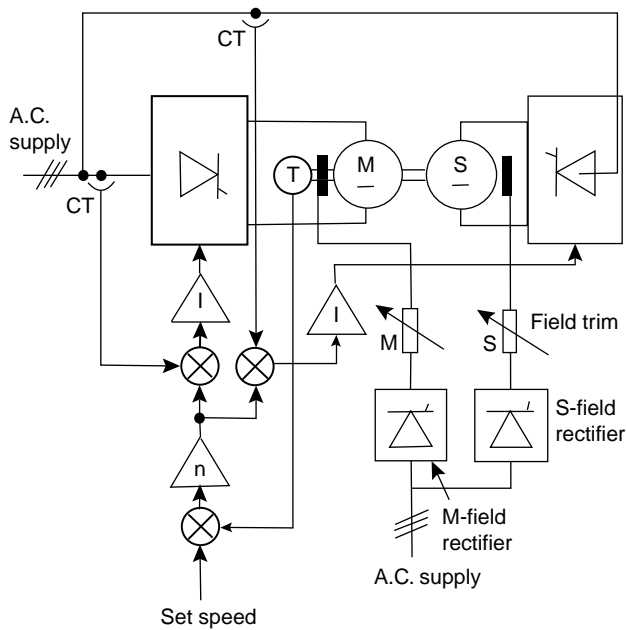 CT
A.C.
supply
CT
T
M
S
I
I
M
S
Field trim
n
S-field
rectifier
M-field
rectifier
A.C. supply
Set speed